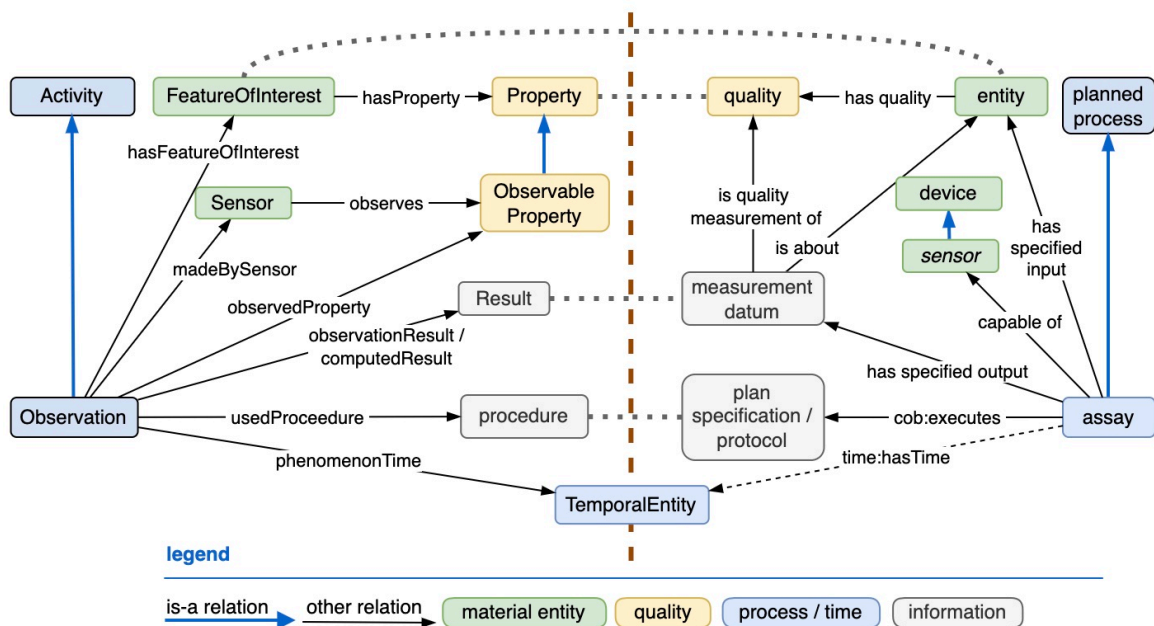 Activity
FeatureOfInterest
hasProperty
Property
quality
has quality
entity
planned
process
hasFeatureOfInterest
Sensor
observes
Observable
Property
is quality
measurement of
is about
device
sensor
has
specified
input
madeBySensor
observedProperty
Result
measurement
datum
observationResult /
computedResult
capable of
has specified output
Observation
usedProceedure
procedure
plan
specification /
protocol
cob:executes
assay
phenomenonTime
time:hasTime
TemporalEntity
legend
is-a relation
other relation
material entity
quality
process / time
information